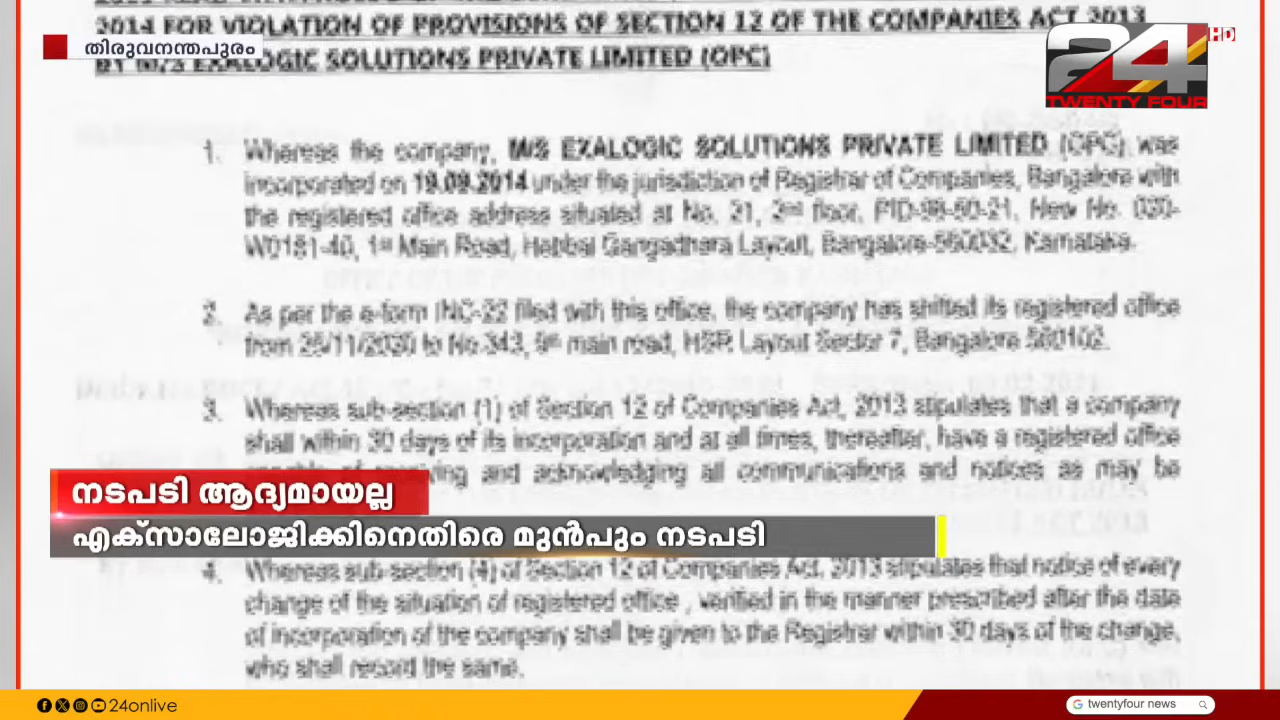 2014 FOR VIOLATION OF PROVISIONS OF SECTION 12 OF THE COMPANIES ACT 2013
തിരുവനന്തപുരം
BY M/S EXALOGIC SOLUTIONS PRIVATE LIMITED (OPC)
24 HD
TWENTY FOUR
1. Whereas the company, M/S EXALOGIC SOLUTIONS PRIVATE LIMITED (OPC) was
incorporated on 19.09.2014 under the jurisdiction of Registrar of Companies, Bangalore with
the registered office address situated at No. 21, 2nd floor, PID-98-50-21, New No. 030-
W0181-40, 1st Main Road, Hebbal Gangadhara Layout, Bangalore-560032, Karnataka.
2. As per the e-form INC-22 filed with this office, the company has shifted its registered office
from 25/11/2020 to No.343, 9th main road, HSR Layout Sector 7, Bangalore 560102.
3. Whereas sub-section (1) of Section 12 of Companies Act, 2013 stipulates that a company
shall within 30 days of its incorporation and at all times, thereafter, have a registered office
capable of receiving and acknowledging all communications and notices as may be
നടപടി ആദ്യമായല്ല
എക്സാലോജിക്കിനെതിരെ മുൻപും നടപടി
4. Whereas sub-section (4) of Section 12 of Companies Act, 2013 stipulates that notice of every
change of the situation of registered office, verified in the manner prescribed after the date
of incorporation of the company shall be given to the Registrar within 30 days of the change,
who shall record the same.
24onlive
twentyfour news